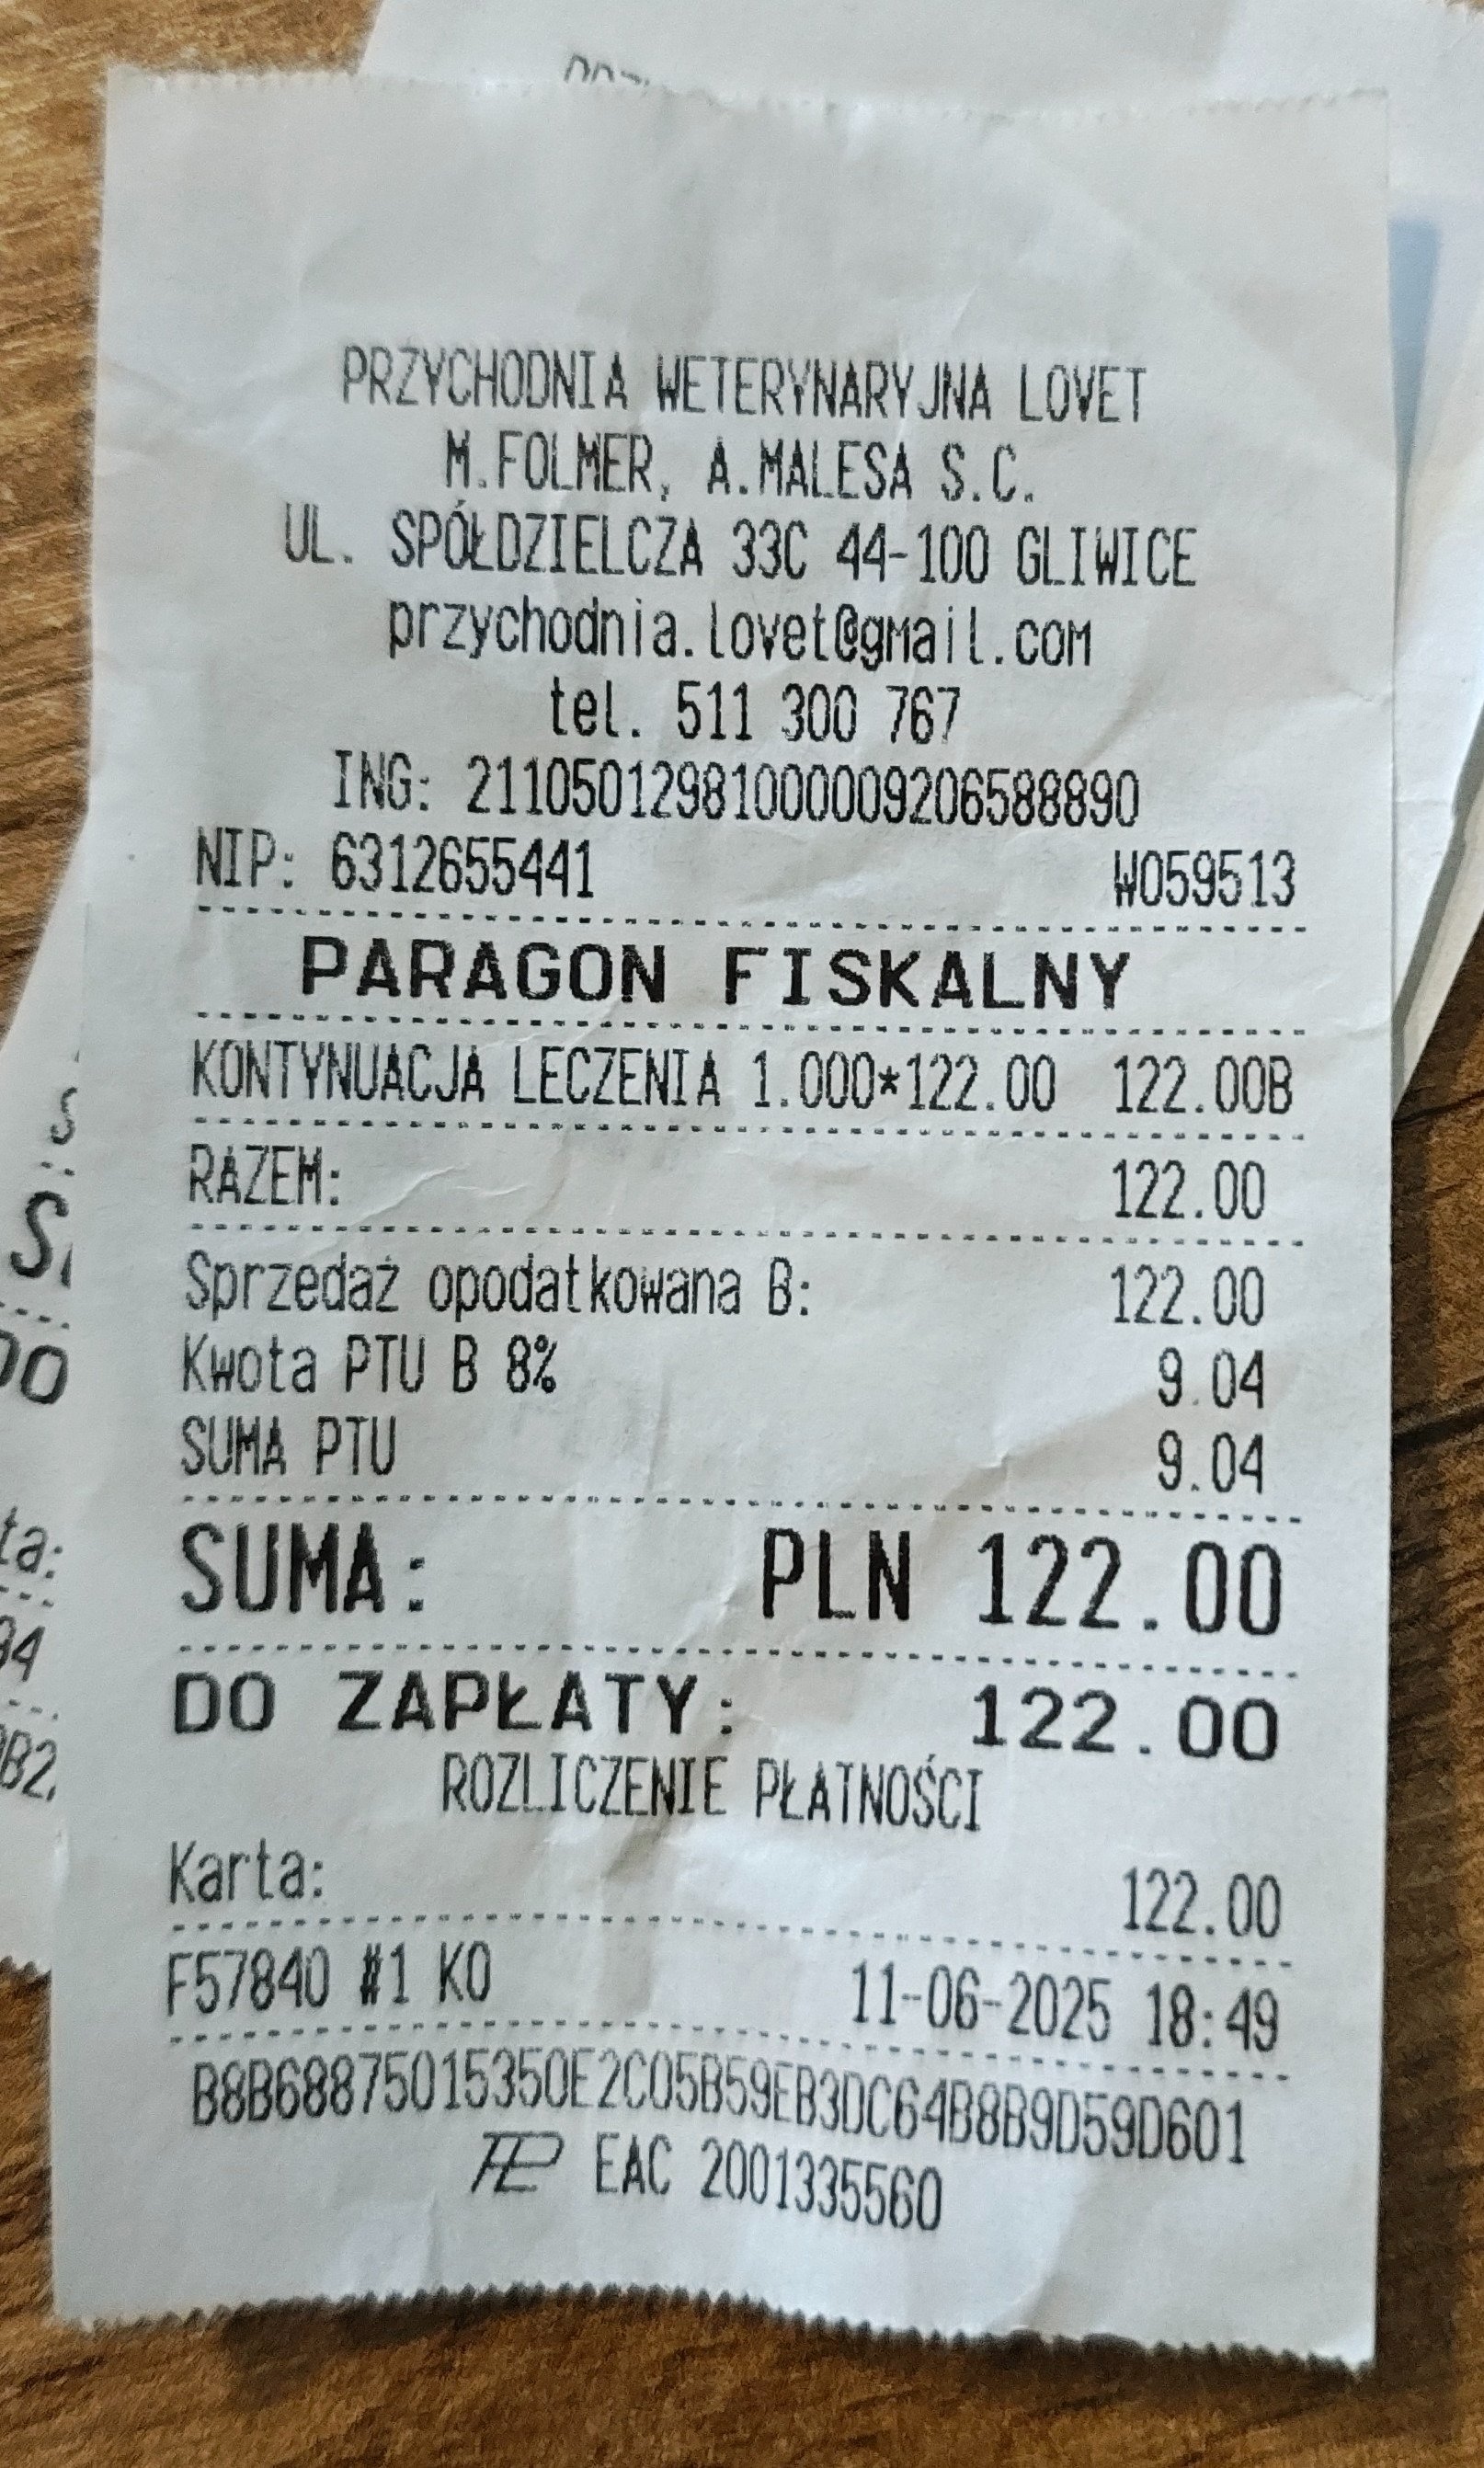 PRZYCHODNIA WETERYNARYJNA LOVET
M.FOLMER, A.MALESA S.C.
UL. SPÓŁDZIELCZA 33C 44-100 GLIWICE
przychodnia.lovet@gmail.com
tel. 511 300 767
ING: 21105012981000009206588890
NIP: 6312655441 W059513
PARAGON FISKALNY
KONTYNUACJA LECZENIA 1.000*122.00 122.00B
RAZEM: 122.00
Sprzedaż opodatkowana B: 122.00
Kwota PTU B 8% 9.04
SUMA PTU 9.04
SUMA: PLN 122.00
DO ZAPŁATY: 122.00
ROZLICZENIE PŁATNOŚCI
Karta: 122.00
F57840 #1 KO 11-06-2025 18:49
B8B68875015350E2C05B59EB3DC64B8B9D59D601
EAC 2001335560